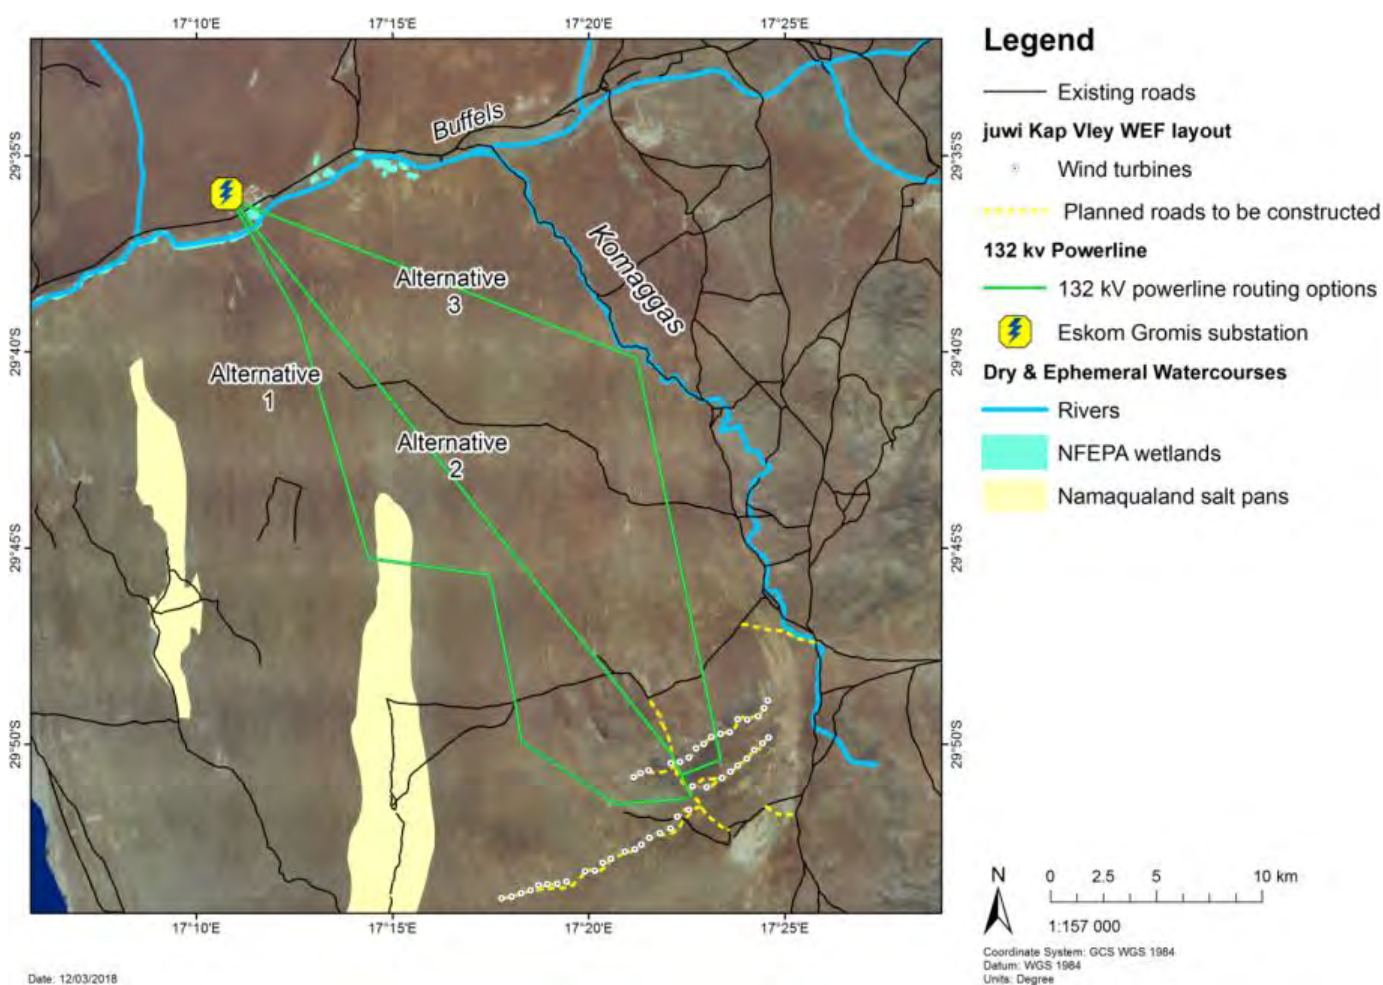 17°10'E 17°15'E 17°20'E 17°25'E
29°35'S
29°40'S
29°45'S
29°50'S
Buffels
Komaggas
Alternative
3
Alternative
1
Alternative
2
29°35'S
29°40'S
29°45'S
29°50'S
17°10'E 17°15'E 17°20'E 17°25'E
Date: 12/03/2018
Legend
Existing roads
juwi Kap Vley WEF layout
Wind turbines
Planned roads to be constructed
132 kv Powerline
132 kV powerline routing options
Eskom Gromis substation
Dry & Ephemeral Watercourses
Rivers
NFEPA wetlands
Namaqualand salt pans
N
0 2.5 5 10 km
1:157 000
Coordinate System: GCS WGS 1984
Datum: WGS 1984
Units: Degree